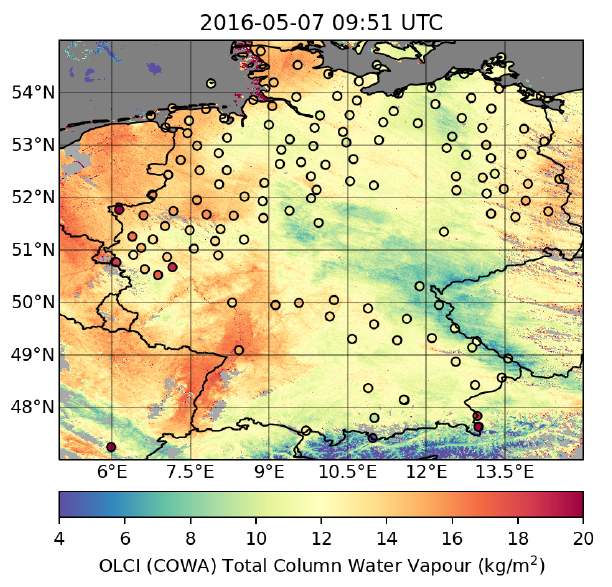 2016-05-07 09:51 UTC
54°N
53°N
52°N
51°N
50°N
49°N
48°N
6°E 7.5°E 9°E 10.5°E 12°E 13.5°E
4 6 8 10 12 14 16 18 20
OLCI (COWA) Total Column Water Vapour (kg/m²)